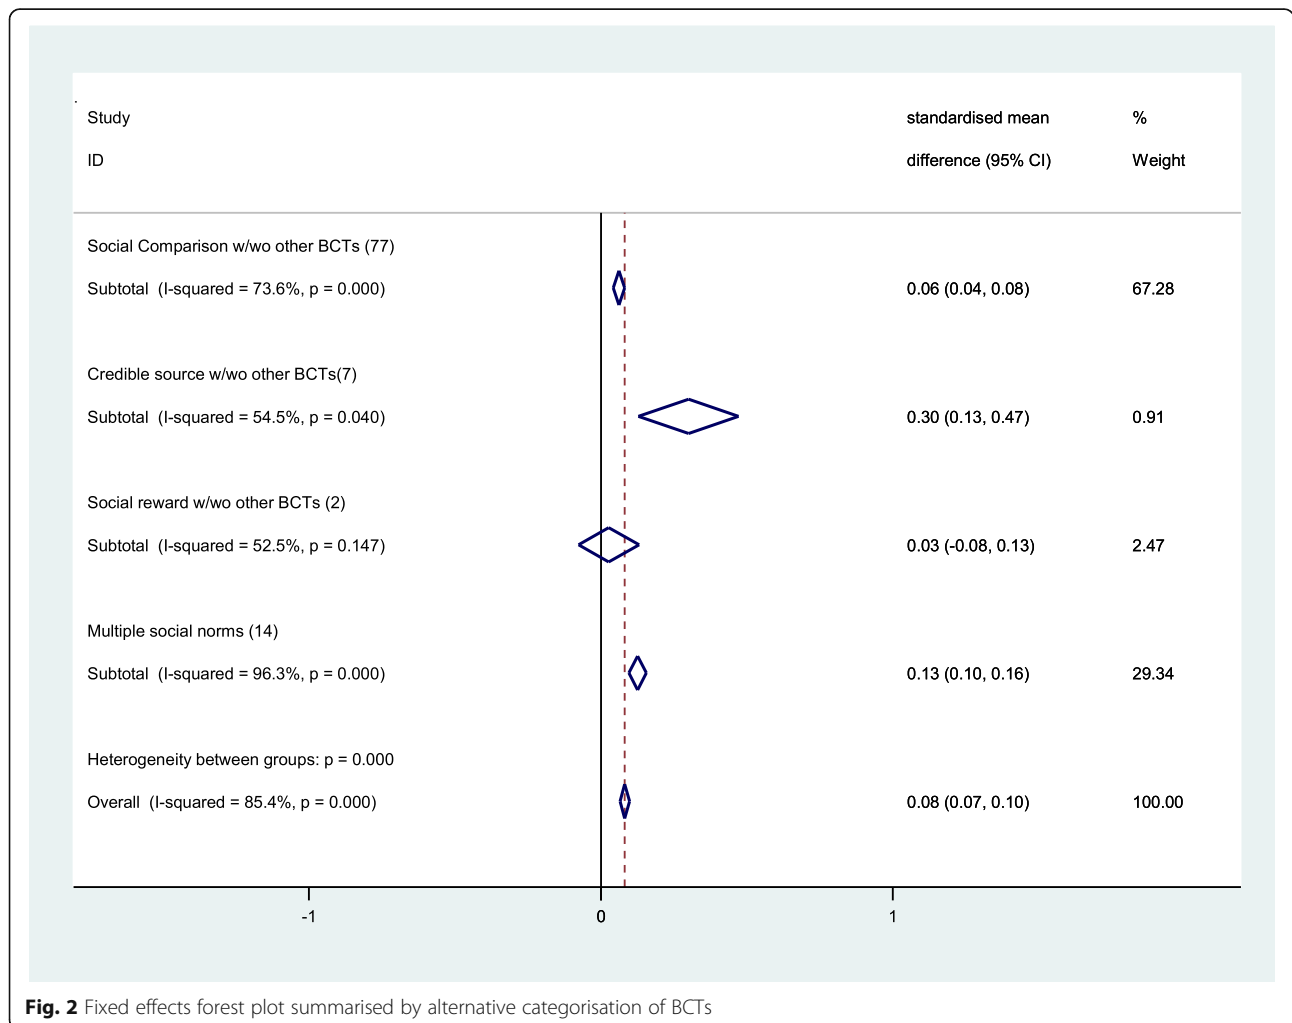 Study standardised mean %
ID difference (95% CI) Weight
Social Comparison w/wo other BCTs (77)
Subtotal (I-squared = 73.6%, p = 0.000) 0.06 (0.04, 0.08) 67.28
Credible source w/wo other BCTs(7)
Subtotal (I-squared = 54.5%, p = 0.040) 0.30 (0.13, 0.47) 0.91
Social reward w/wo other BCTs (2)
Subtotal (I-squared = 52.5%, p = 0.147) 0.03 (-0.08, 0.13) 2.47
Multiple social norms (14)
Subtotal (I-squared = 96.3%, p = 0.000) 0.13 (0.10, 0.16) 29.34
Heterogeneity between groups: p = 0.000
Overall (I-squared = 85.4%, p = 0.000) 0.08 (0.07, 0.10) 100.00
-1 0 1
Fig. 2 Fixed effects forest plot summarised by alternative categorisation of BCTs